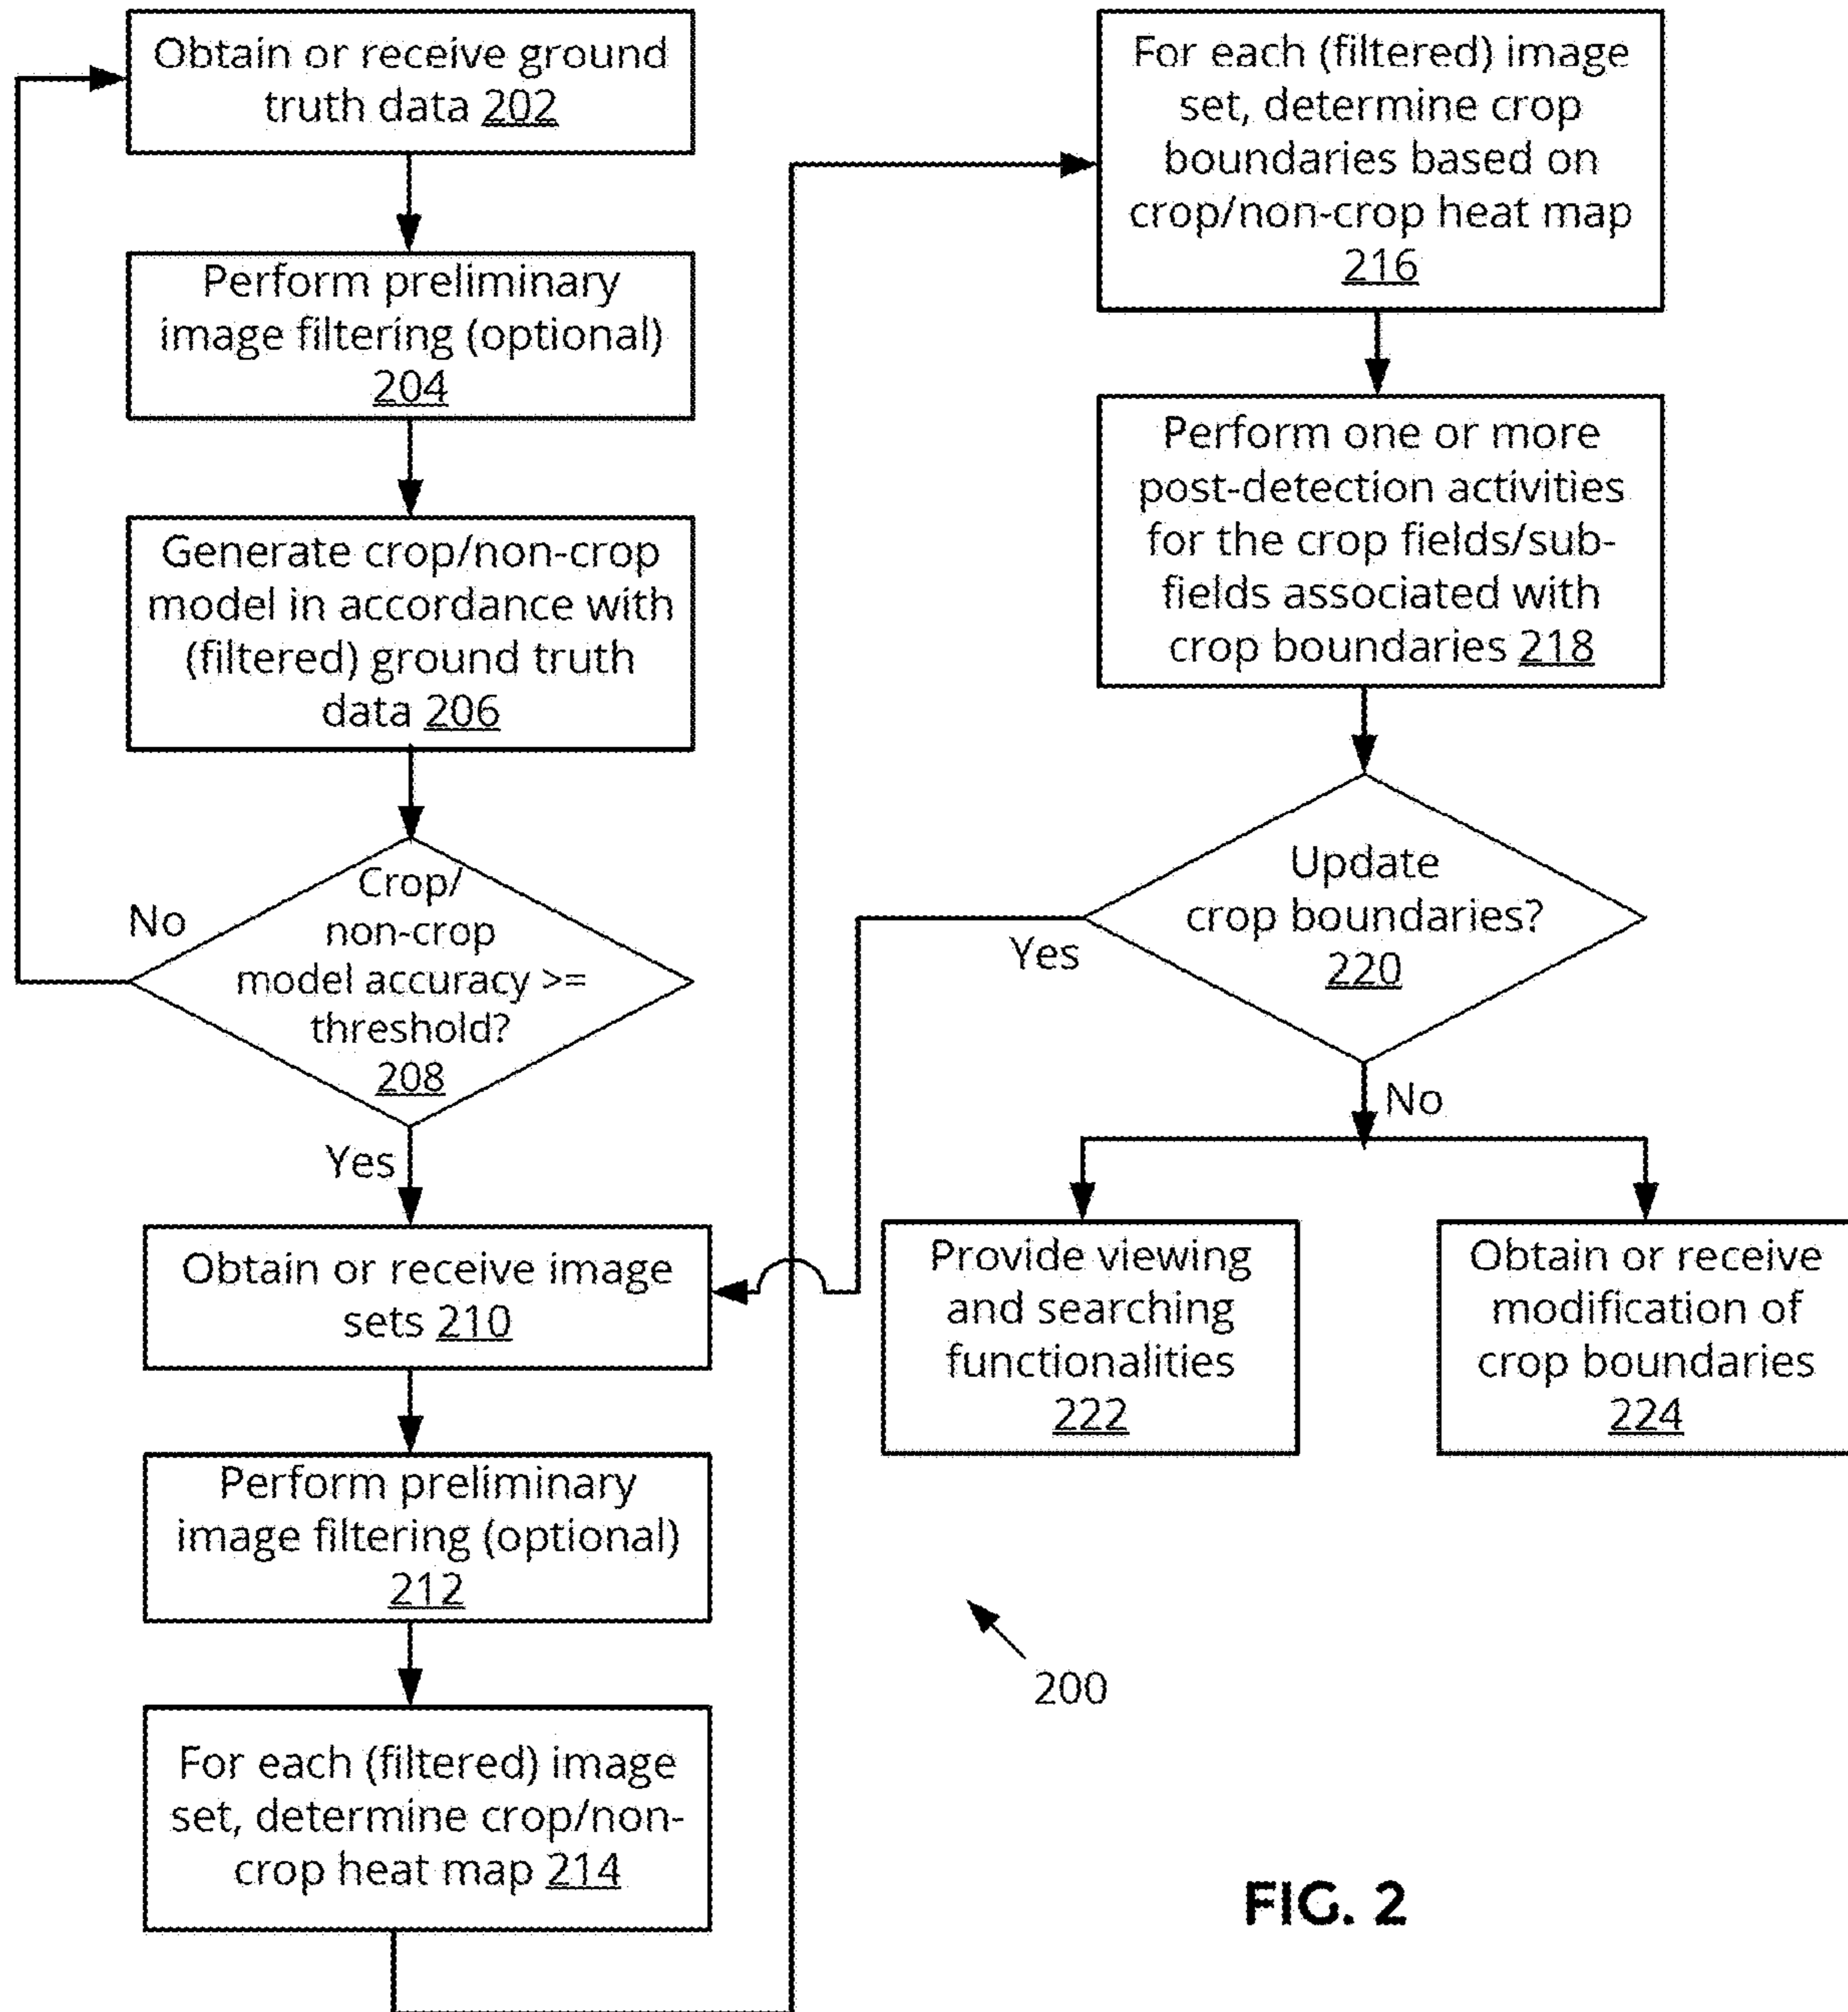 Obtain or receive ground
truth data 202
Perform preliminary
image filtering (optional)
204
Generate crop/non-crop
model in accordance with
(filtered) ground truth
data 206
Crop/
non-crop
model accuracy >=
threshold?
208
No
Yes
Obtain or receive image
sets 210
Perform preliminary
image filtering (optional)
212
For each (filtered) image
set, determine crop/non-
crop heat map 214
For each (filtered) image
set, determine crop
boundaries based on
crop/non-crop heat map
216
Perform one or more
post-detection activities
for the crop fields/sub-
fields associated with
crop boundaries 218
Update
crop boundaries?
220
Yes
No
Provide viewing
and searching
functionalities
222
Obtain or receive
modification of
crop boundaries
224
200
FIG. 2